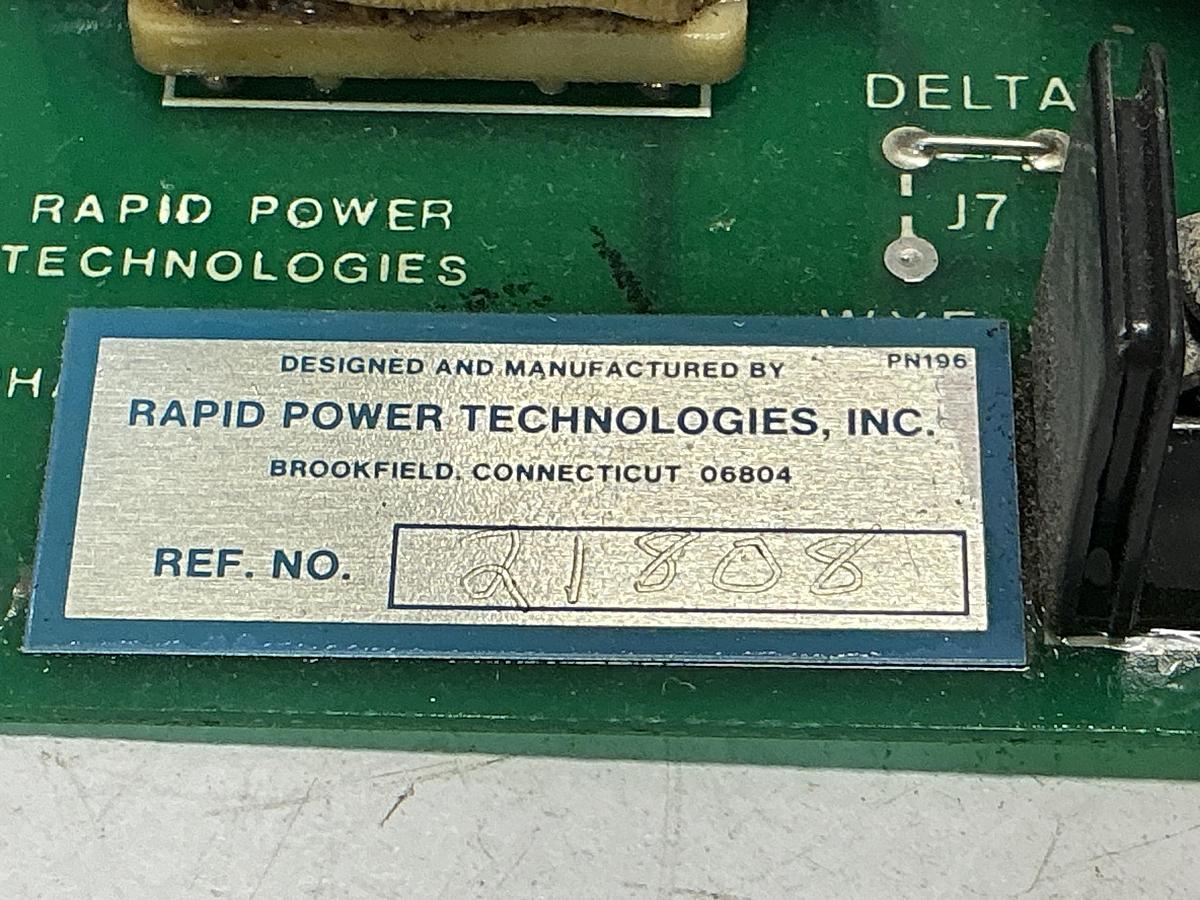 DELTA
J7
RAPID POWER
TECHNOLOGIES
WYE
DESIGNED AND MANUFACTURED BY
PN196
RAPID POWER TECHNOLOGIES, INC.
BROOKFIELD, CONNECTICUT 06804
REF. NO. 21808